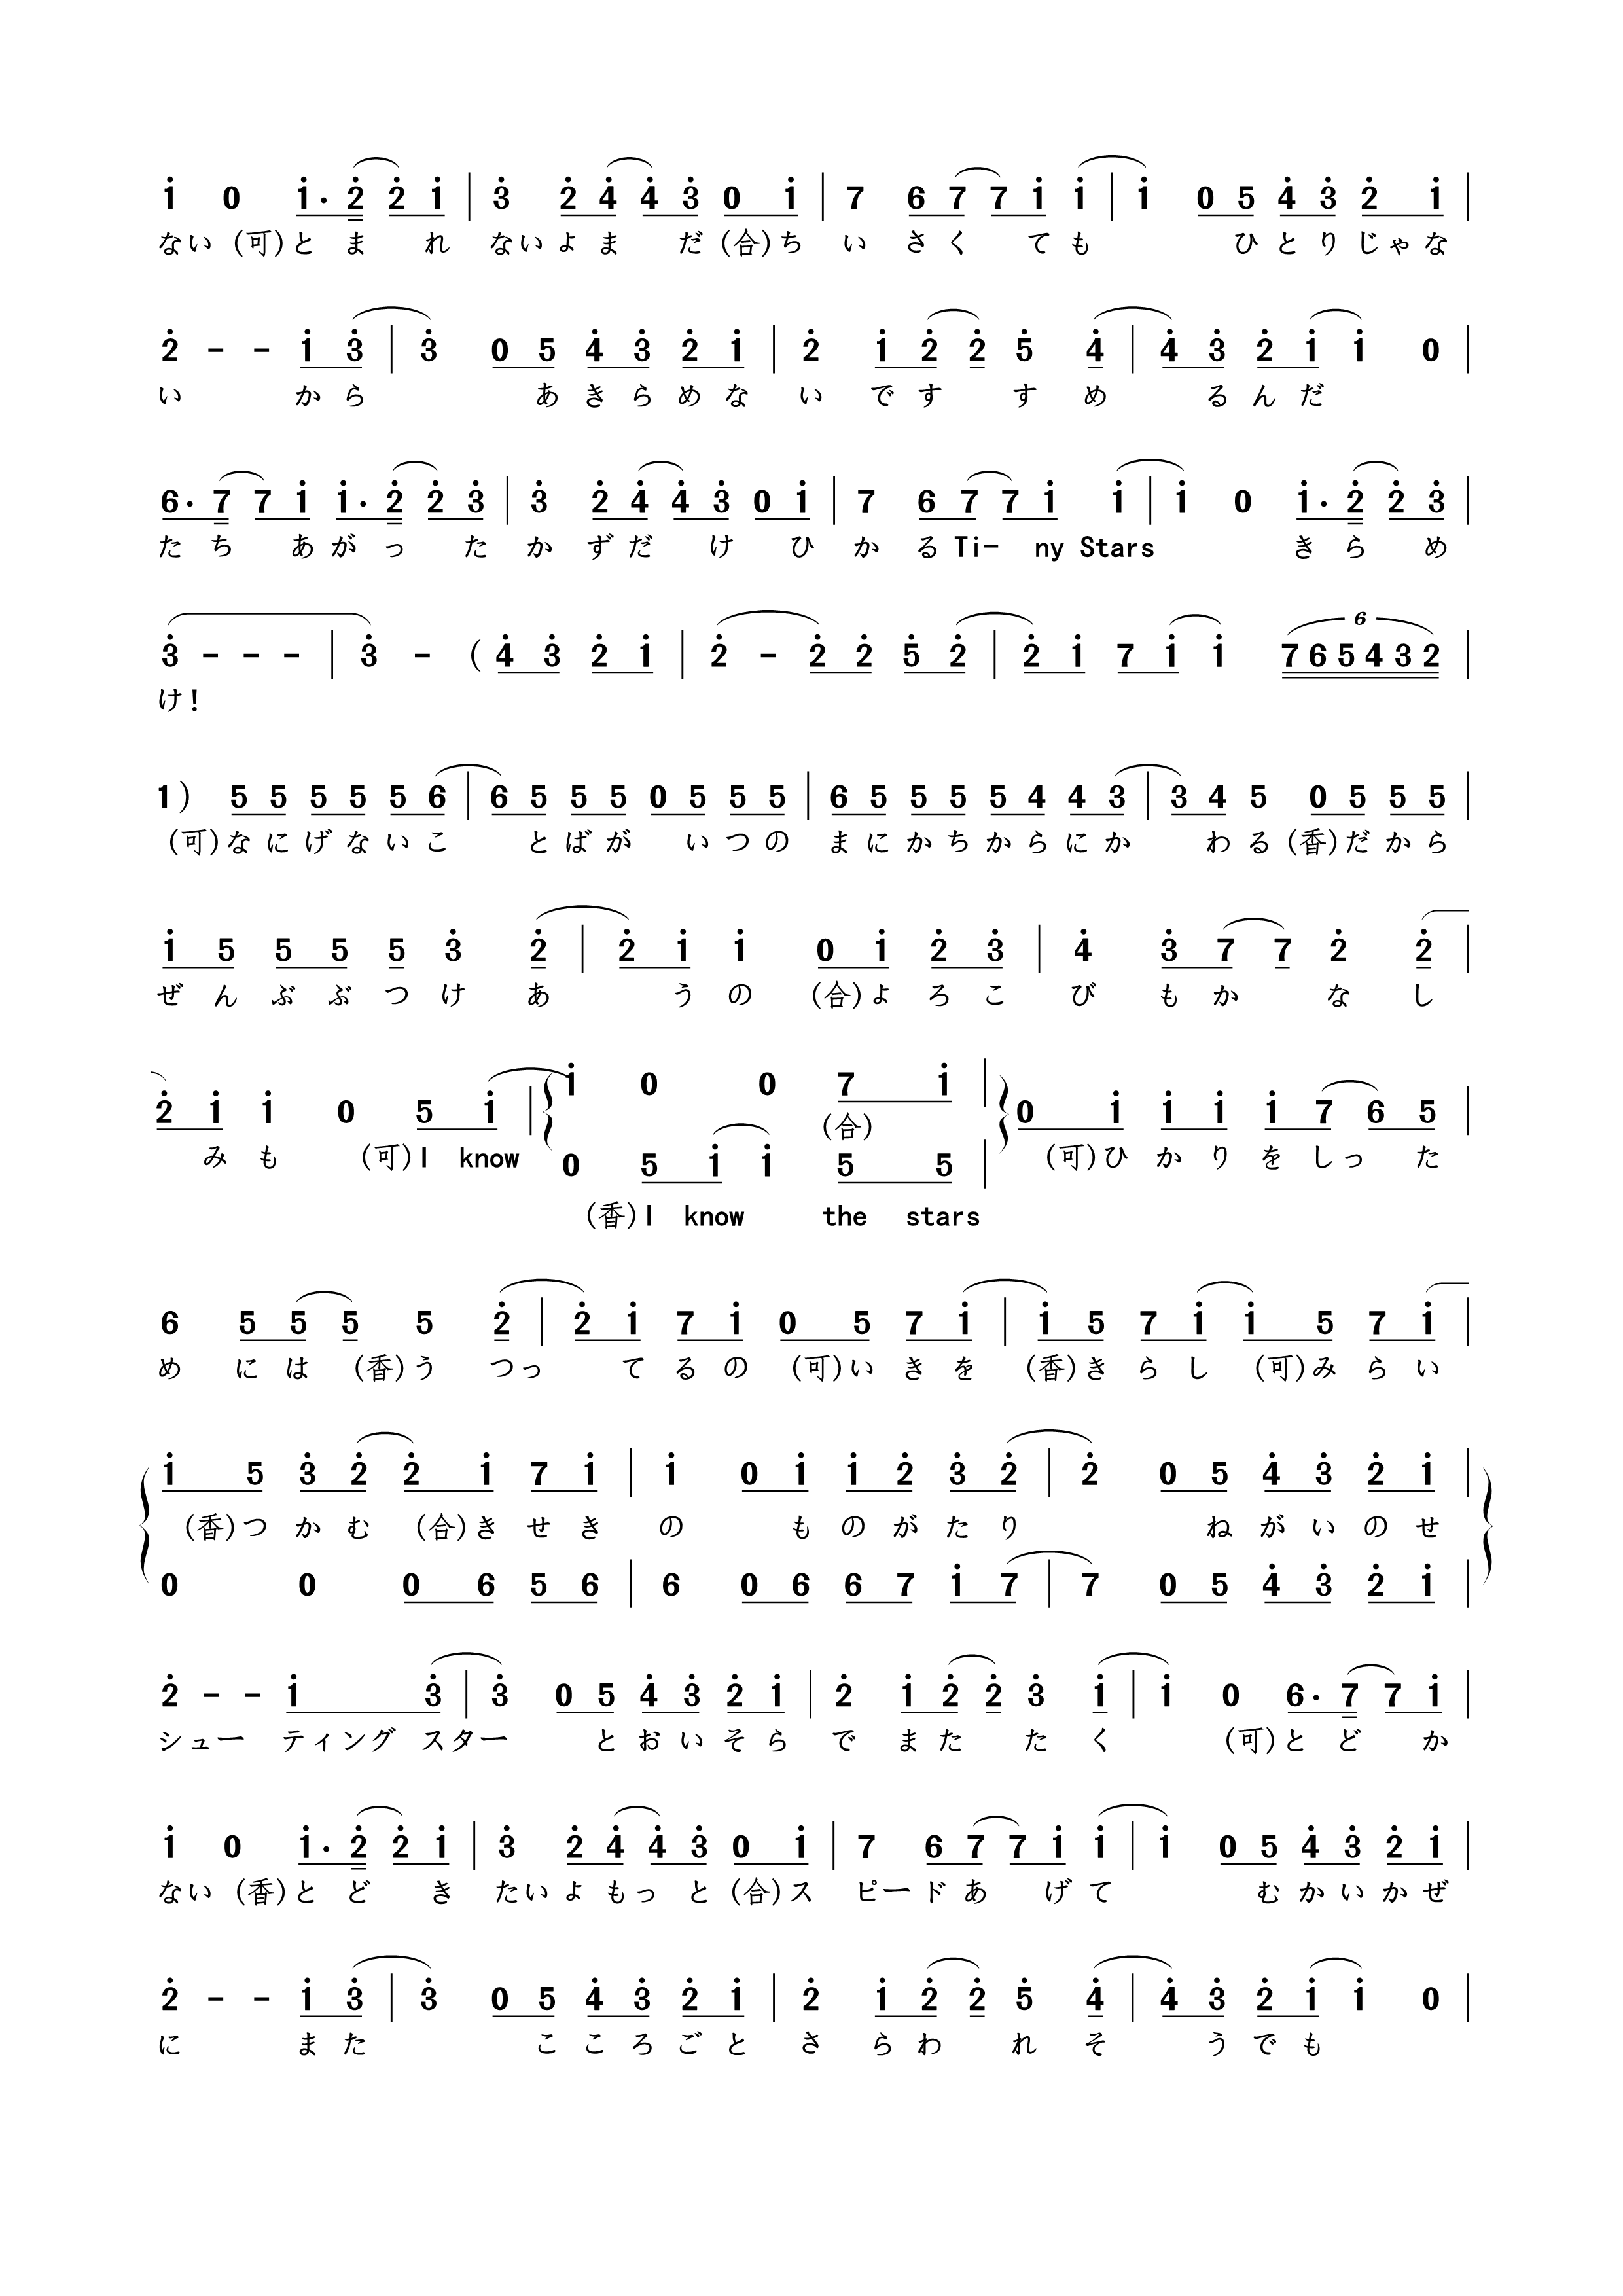 1̇ 0 1̇· 2̇ 2̇ 1̇ | 3̇ 2̇ 4̇ 4̇ 3̇ 0 1̇ | 7 6 7 7 1̇ 1̇ | 1̇ 0 5 4̇ 3̇ 2̇ 1̇ |
ない (可)と ま れ ないよ ま だ (合)ち い さ く て も ひ と り じゃ な
2̇ - - 1̇ 3̇ | 3̇ 0 5 4̇ 3̇ 2̇ 1̇ | 2̇ 1̇ 2̇ 2̇ 5̇ 4̇ | 4̇ 3̇ 2̇ 1̇ 1̇ 0 |
い か ら あ き ら め な い で す す め る ん だ
6· 7̇ 7 1̇ 1̇· 2̇ 2̇ 3̇ | 3̇ 2̇ 4̇ 4̇ 3̇ 0 1̇ | 7 6 7 7 1̇ 1̇ | 1̇ 0 1̇· 2̇ 2̇ 3̇ |
た ち あ が っ た か ず だ け ひ か る Ti- ny Stars き ら め
3̇ - - - | 3̇ - ( 4̇ 3̇ 2̇ 1̇ | 2̇ - 2̇ 2̇ 5̇ 2̇ | 2̇ 1̇ 7 1̇ 1̇ 6 7 6 5 4 3 2 |
け!
1) 5 5 5 5 5 6 | 6 5 5 5 0 5 5 5 | 6 5 5 5 5 4 4 3 | 3 4 5 0 5 5 5 |
(可)な に げ な い こ と ば が い つ の ま に か ち か ら に か わ る (香)だ か ら
1̇ 5 5 5 5 3̇ 2̇ | 2̇ 1̇ 1̇ 0 1̇ 2̇ 3̇ | 4̇ 3̇ 7 7 2̇ 2̇ |
ぜ ん ぶ ぶ つ け あ う の (合)よ ろ こ び も か な し
1̇ 0 0 7 1̇ |
2̇ 1̇ 1̇ 0 5 1̇ | 0 1̇ 1̇ 1̇ 1̇ 7 6 5 |
(合)
み も (可)I know (可)ひ か り を し っ た
0 5 1̇ 1̇ 5 5 |
(香)I know the stars
6 5 5 5 5 2̇ | 2̇ 1̇ 7 1̇ 0 5 7 1̇ | 1̇ 5 7 1̇ 1̇ 5 7 1̇ |
め に は (香)う つっ て る の (可)い き を (香)き ら し (可)み ら い
1̇ 5 3̇ 2̇ 2̇ 1̇ 7 1̇ | 1̇ 0 1̇ 1̇ 2̇ 3̇ 2̇ | 2̇ 0 5 4̇ 3̇ 2̇ 1̇ |
(香)つ か む (合)き せ き の も の が た り ね が い の せ
0 0 0 6 5 6 | 6 0 6 6 7 1̇ 7 | 7 0 5 4̇ 3̇ 2̇ 1̇ |
2̇ - - 1̇ 3̇ | 3̇ 0 5 4̇ 3̇ 2̇ 1̇ | 2̇ 1̇ 2̇ 2̇ 3̇ 1̇ | 1̇ 0 6· 7̇ 7 1̇ |
シュー ティング スター と お い そ ら で ま た た く (可)と ど か
1̇ 0 1̇· 2̇ 2̇ 1̇ | 3̇ 2̇ 4̇ 4̇ 3̇ 0 1̇ | 7 6 7 7 1̇ 1̇ | 1̇ 0 5 4̇ 3̇ 2̇ 1̇ |
ない (香)と ど き たいよ もっ と (合)ス ピー ド あ げ て む か い か ぜ
2̇ - - 1̇ 3̇ | 3̇ 0 5 4̇ 3̇ 2̇ 1̇ | 2̇ 1̇ 2̇ 2̇ 5̇ 4̇ | 4̇ 3̇ 2̇ 1̇ 1̇ 0 |
に ま た こ こ ろ ご と さ ら わ れ そ う で も